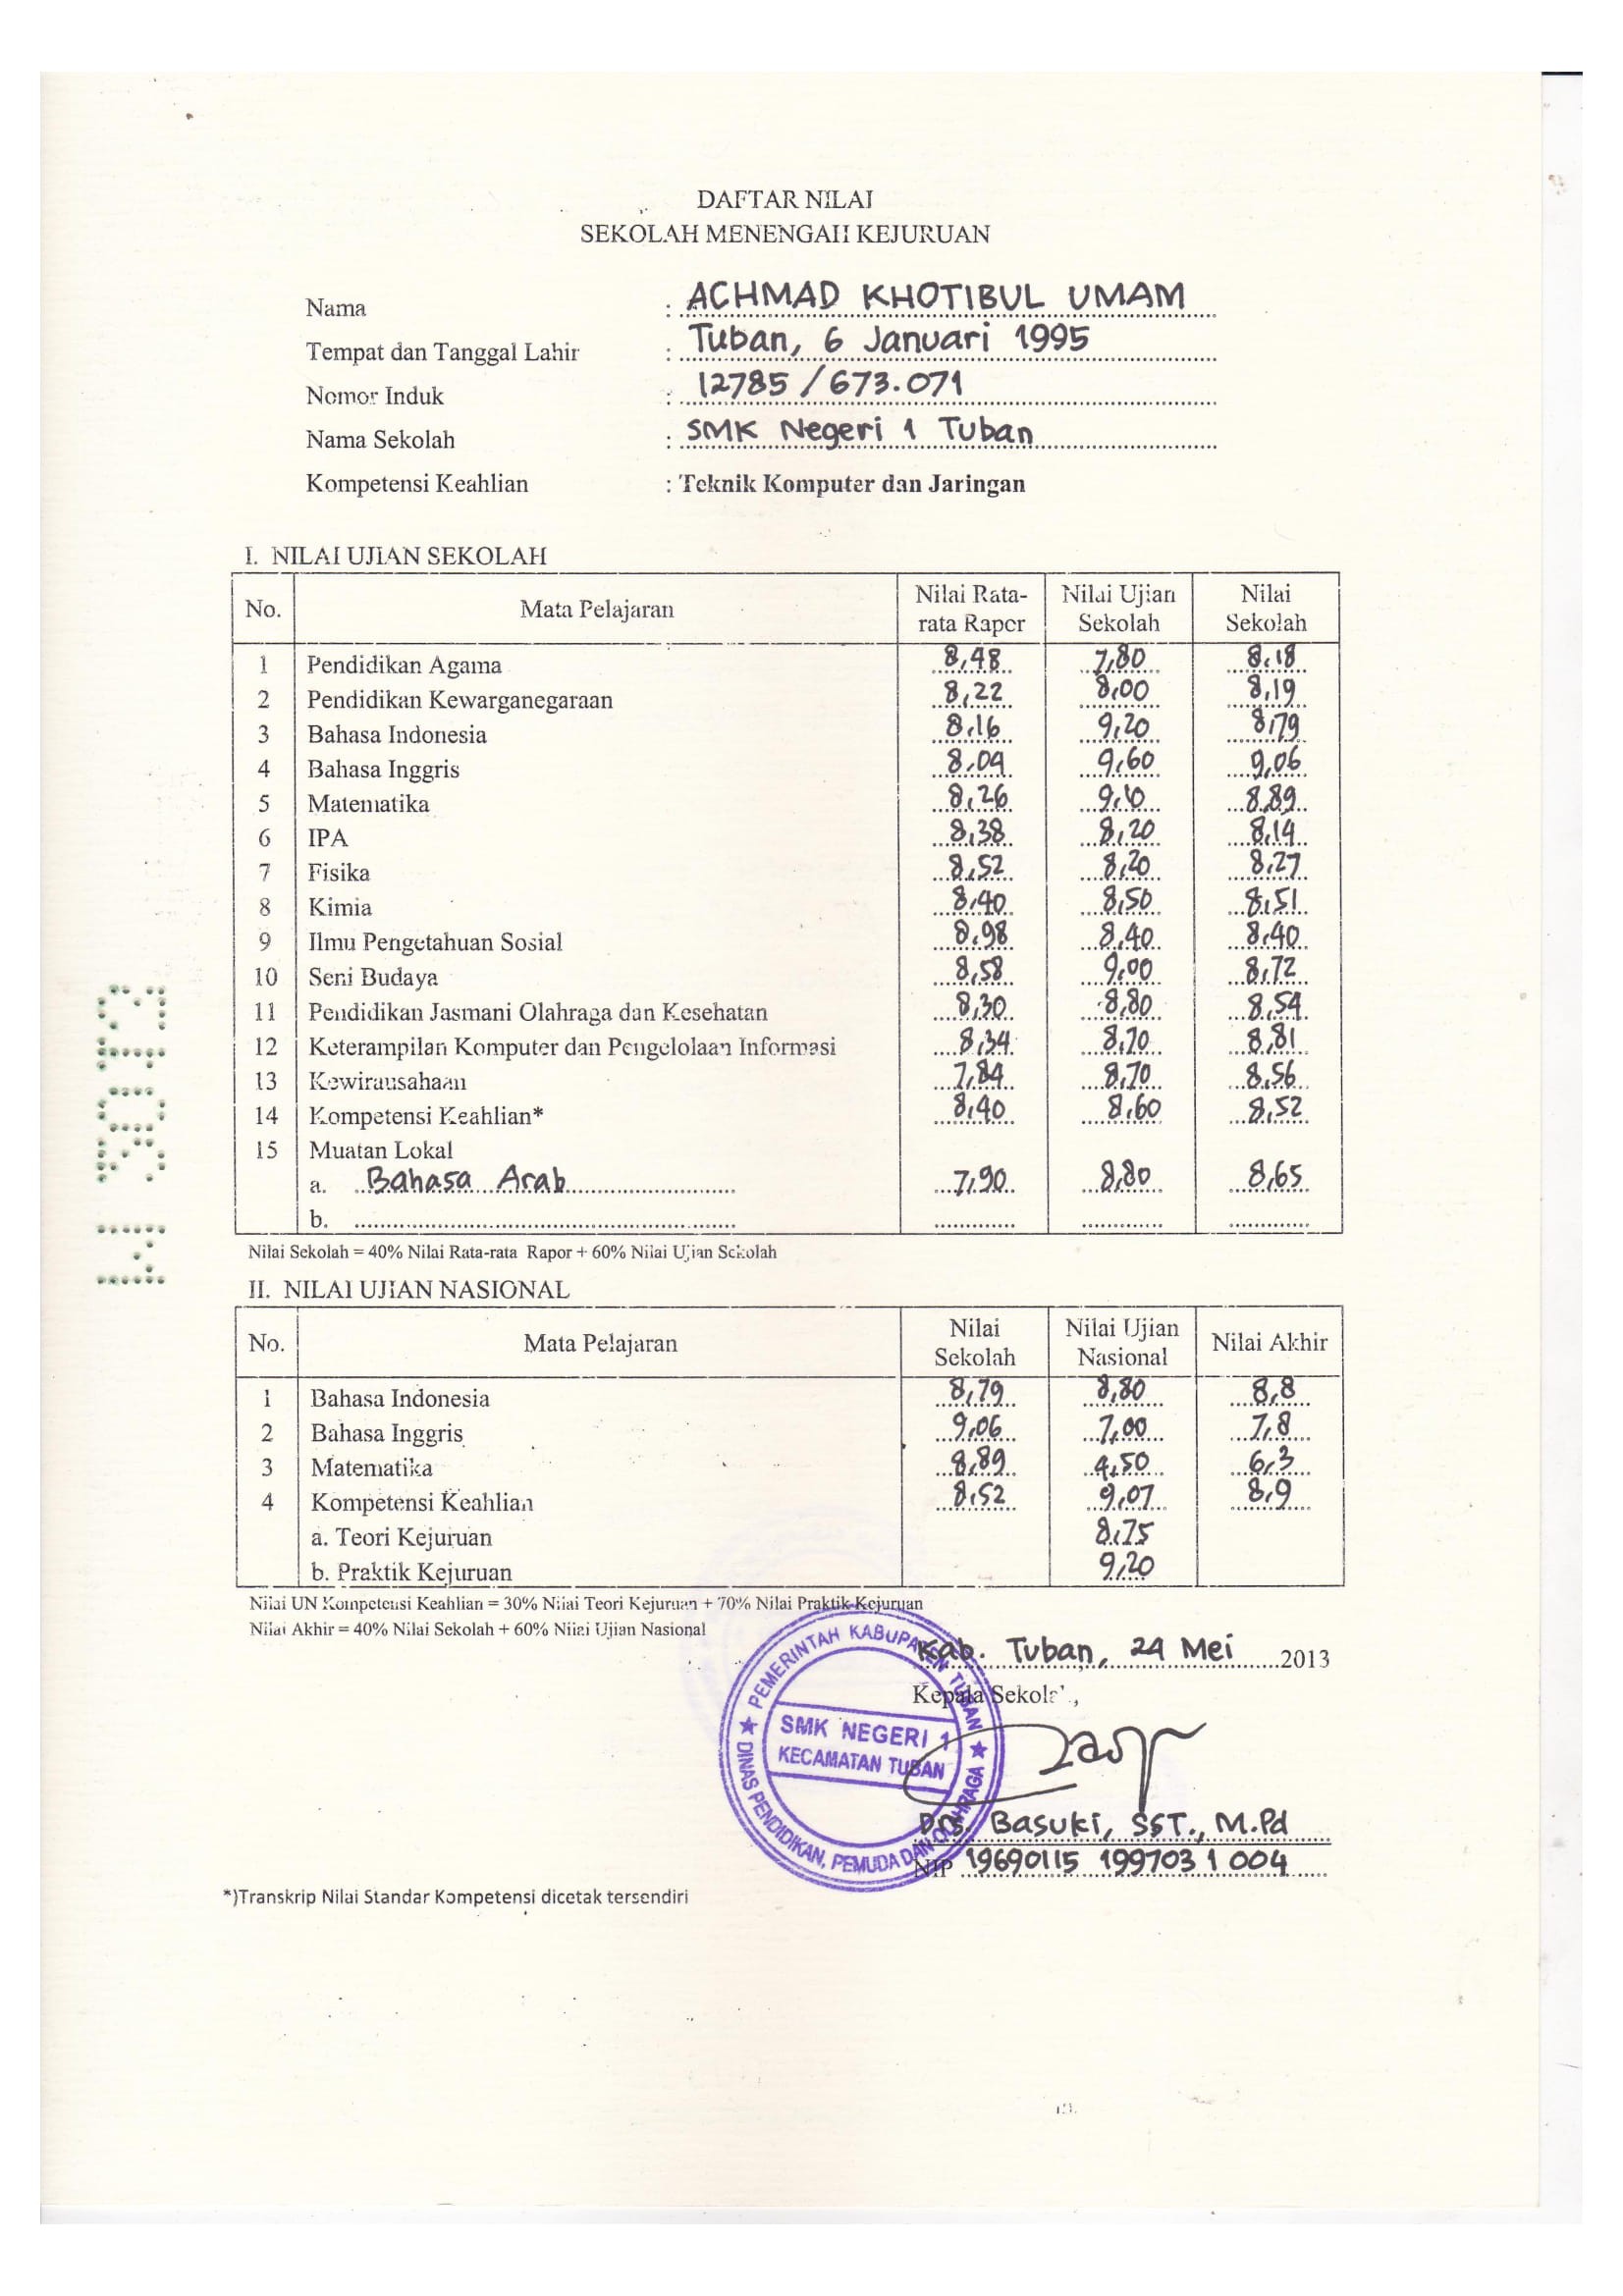 DAFTAR NILAI
SEKOLAH MENENGAH KEJURUAN
Nama : ACHMAD KHOTIBUL UMAM
Tempat dan Tanggal Lahir : Tuban, 6 Januari 1995
Nomor Induk : 12785 / 673.071
Nama Sekolah : SMK Negeri 1 Tuban
Kompetensi Keahlian : Teknik Komputer dan Jaringan
I. NILAI UJIAN SEKOLAH
No. Mata Pelajaran Nilai Rata-rata Rapor Nilai Ujian Sekolah Nilai Sekolah
1 Pendidikan Agama 8,48 7,80 8,18
2 Pendidikan Kewarganegaraan 8,22 8,00 8,19
3 Bahasa Indonesia 8,16 9,20 8,79
4 Bahasa Inggris 8,09 9,60 9,06
5 Matematika 8,26 9,10 8,89
6 IPA 8,38 8,20 8,14
7 Fisika 8,52 8,20 8,27
8 Kimia 8,40 8,50 8,51
9 Ilmu Pengetahuan Sosial 8,98 8,40 8,40
10 Seni Budaya 8,58 9,00 8,72
11 Pendidikan Jasmani Olahraga dan Kesehatan 8,30 8,80 8,54
12 Keterampilan Komputer dan Pengelolaan Informasi 8,34 8,70 8,81
13 Kewirausahaan 7,84 8,70 8,56
14 Kompetensi Keahlian* 8,40 8,60 8,52
15 Muatan Lokal
a. Bahasa Arab 7,90 8,80 8,65
b.
Nilai Sekolah = 40% Nilai Rata-rata Rapor + 60% Nilai Ujian Sekolah
II. NILAI UJIAN NASIONAL
No. Mata Pelajaran Nilai Sekolah Nilai Ujian Nasional Nilai Akhir
1 Bahasa Indonesia 8,79 8,80 8,8
2 Bahasa Inggris 9,06 7,00 7,8
3 Matematika 8,89 4,50 6,3
4 Kompetensi Keahlian 8,52 9,07 8,9
a. Teori Kejuruan 8,75
b. Praktik Kejuruan 9,20
Nilai UN Kompetensi Keahlian = 30% Nilai Teori Kejuruan + 70% Nilai Praktik Kejuruan
Nilai Akhir = 40% Nilai Sekolah + 60% Nilai Ujian Nasional
Kab. Tuban, 24 Mei 2013
Kepala Sekolah,
PEMERINTAH KABUPATEN TUBAN
SMK NEGERI 1
KECAMATAN TUBAN
DINAS PENDIDIKAN, PEMUDA DAN OLAHRAGA
Drs. Basuki, SST., M.Pd
NIP 19690115 199703 1 004
*)Transkrip Nilai Standar Kompetensi dicetak tersendiri